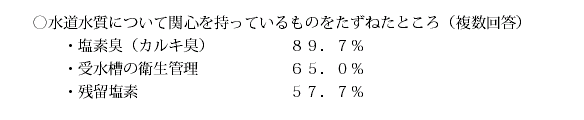 ○水道水質について関心を持っているものをたずねたところ（複数回答）
・塩素臭（カルキ臭）　　　　　８９．７％
・受水槽の衛生管理　　　　　　６５．０％
・残留塩素　　　　　　　　　　５７．７％